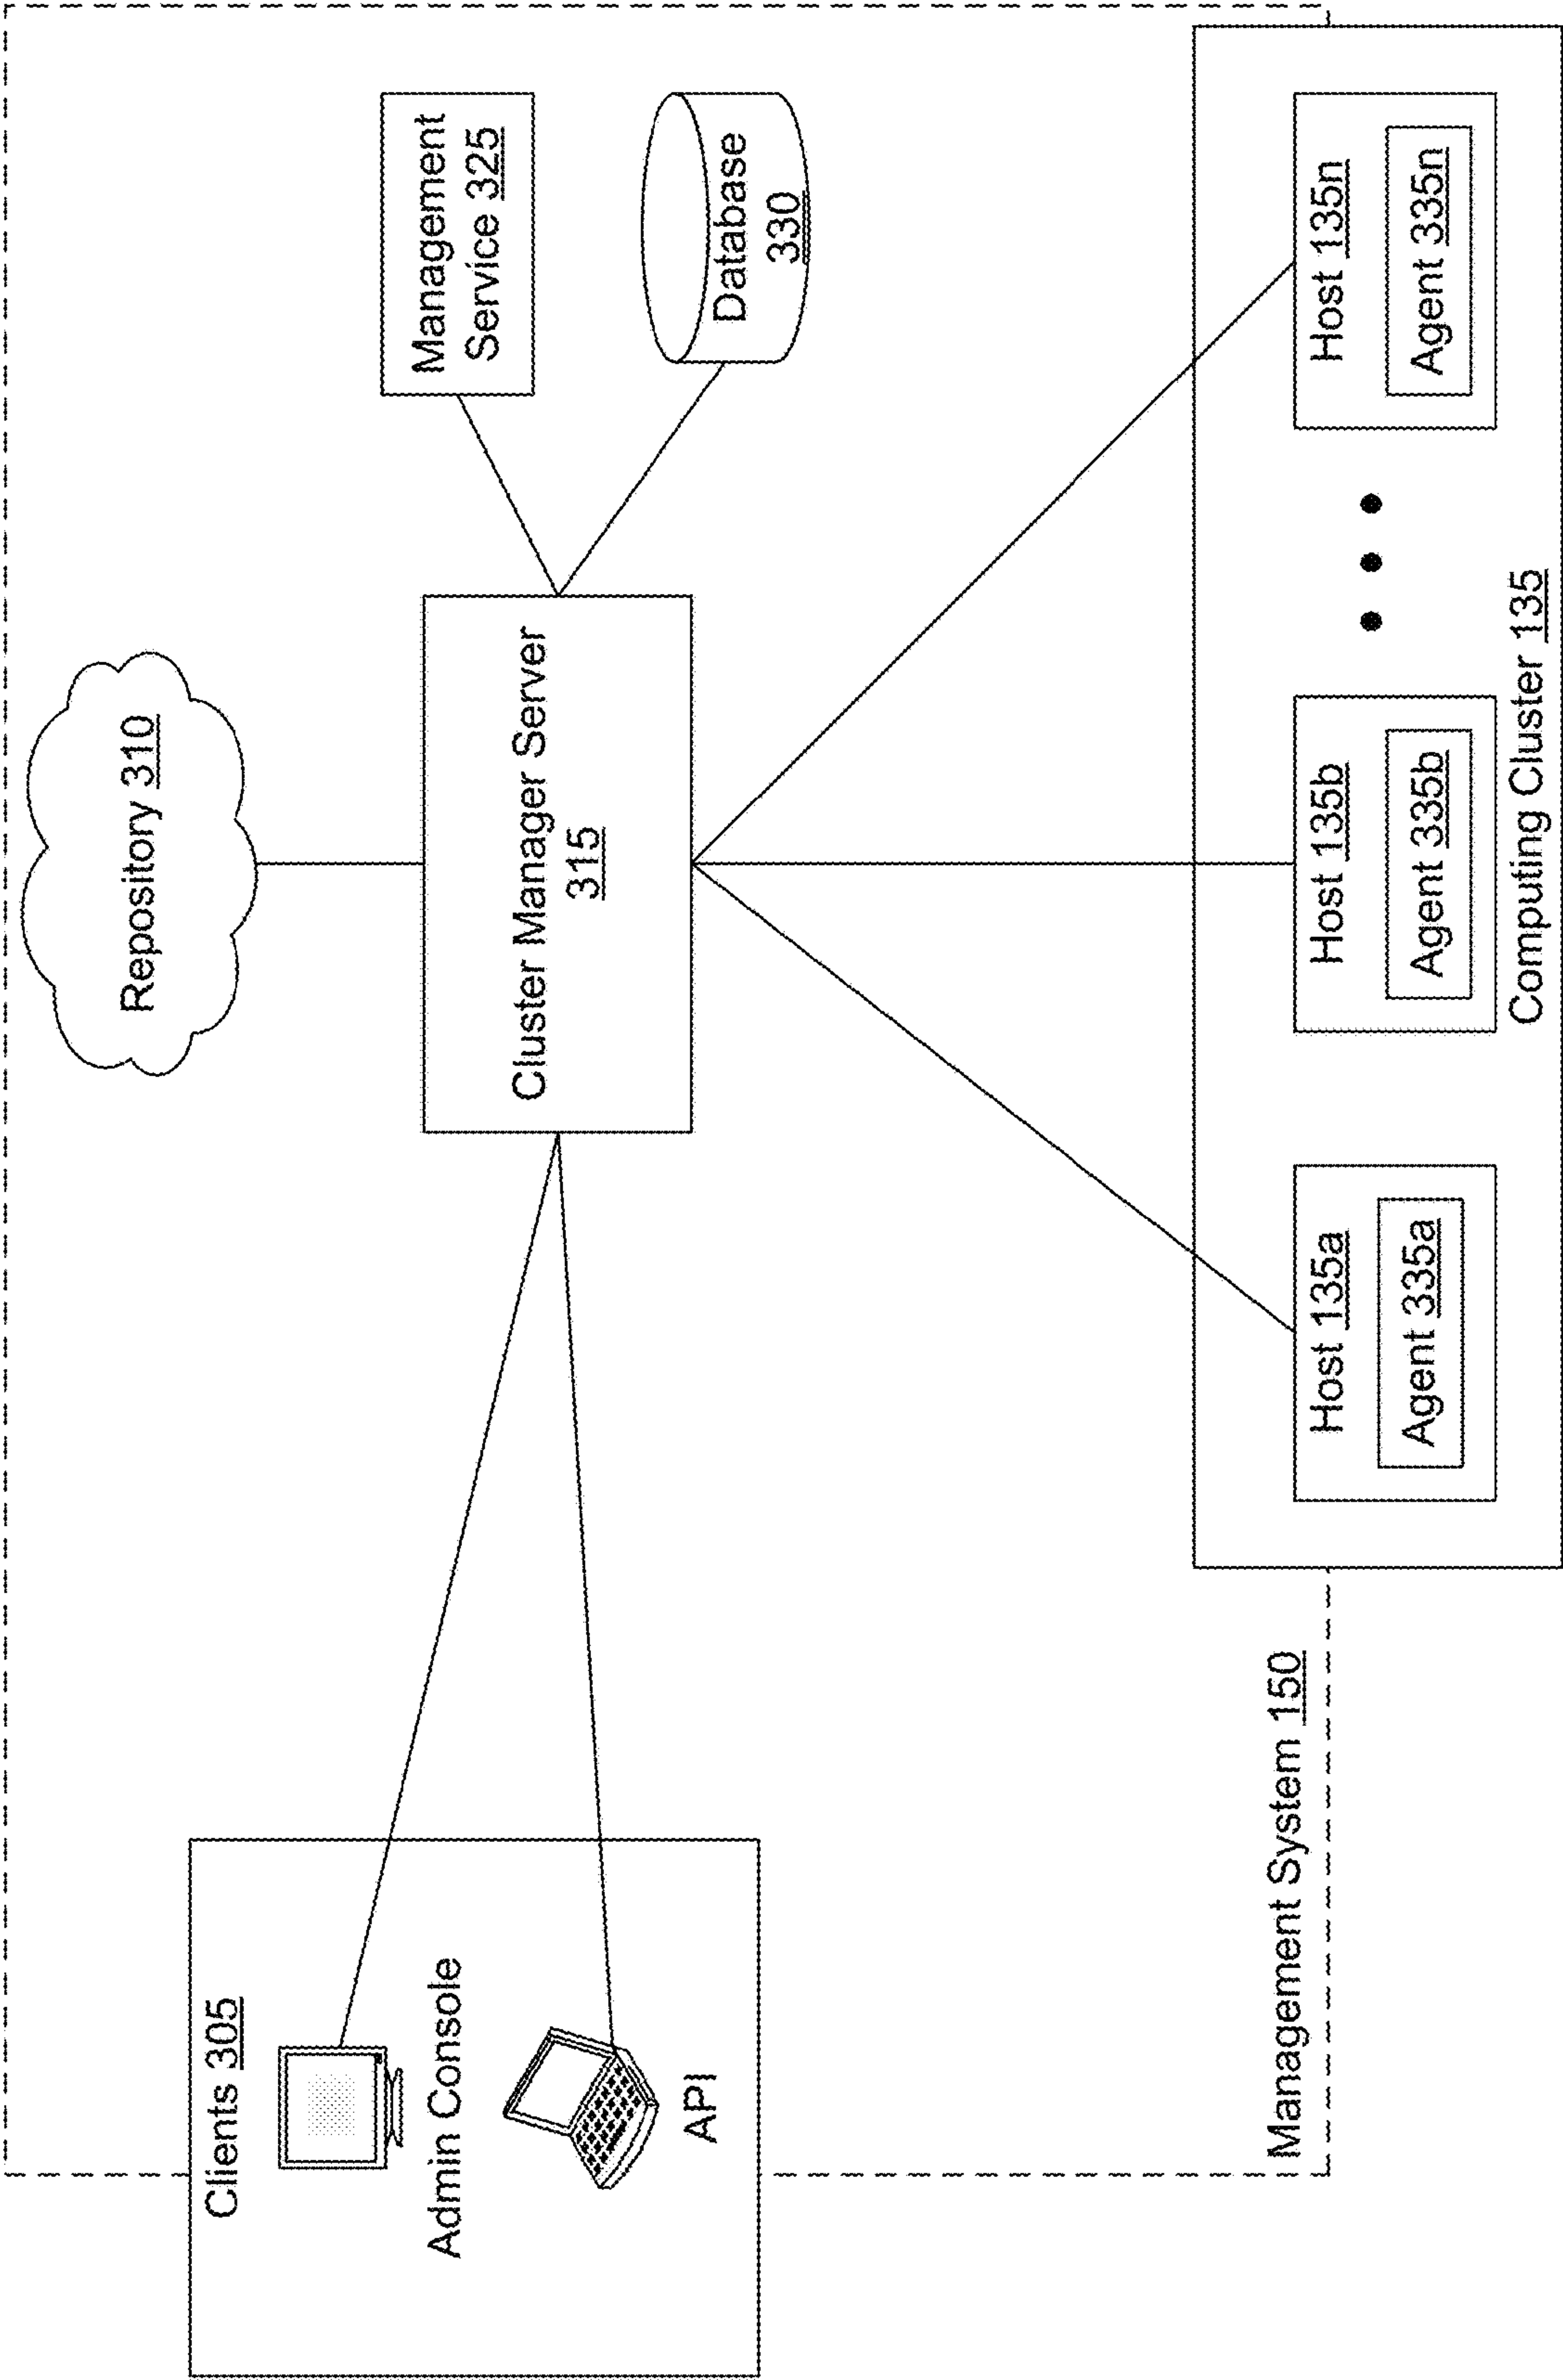 Repository 310
Clients 305
Admin Console
API
Cluster Manager Server
315
Management
Service 325
Database
330
Management System 150
Host 135a
Agent 335a
Host 135b
Agent 335b
Host 135n
Agent 335n
Computing Cluster 135